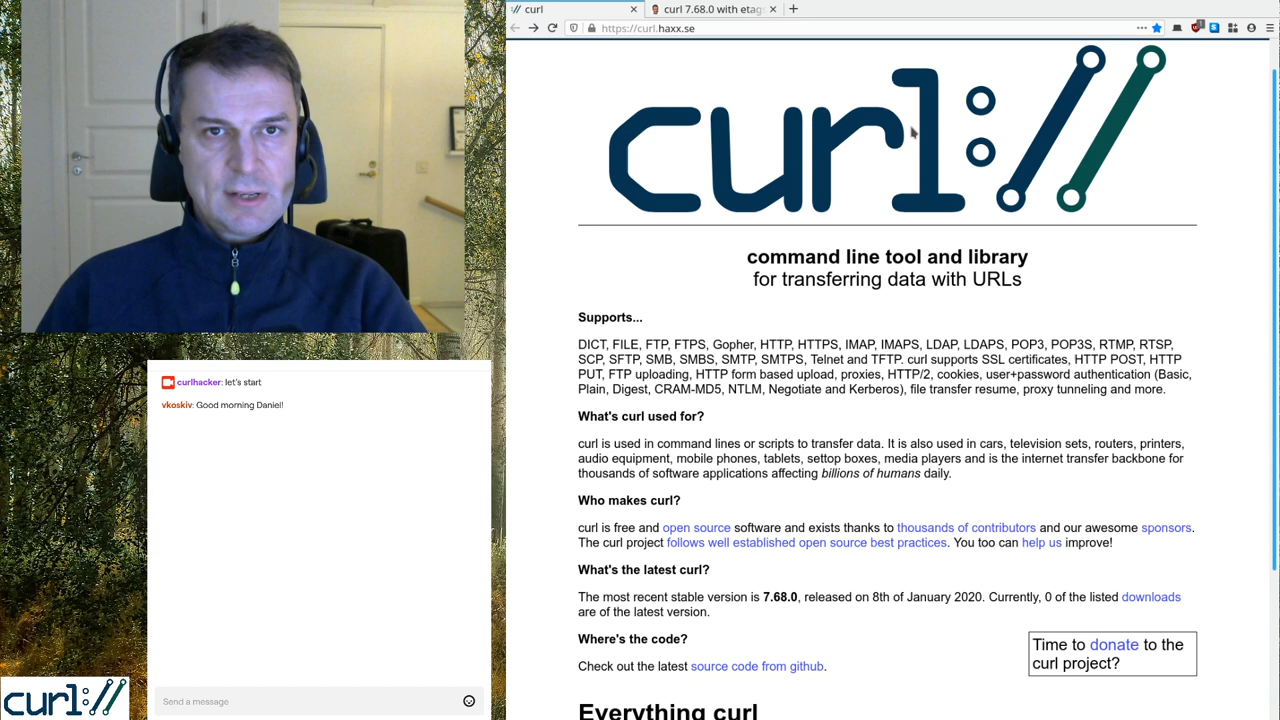 curl
curl 7.68.0 with etag
https://curl.haxx.se
curl://
command line tool and library
for transferring data with URLs
Supports...
DICT, FILE, FTP, FTPS, Gopher, HTTP, HTTPS, IMAP, IMAPS, LDAP, LDAPS, POP3, POP3S, RTMP, RTSP,
SCP, SFTP, SMB, SMBS, SMTP, SMTPS, Telnet and TFTP. curl supports SSL certificates, HTTP POST, HTTP
PUT, FTP uploading, HTTP form based upload, proxies, HTTP/2, cookies, user+password authentication (Basic,
Plain, Digest, CRAM-MD5, NTLM, Negotiate and Kerberos), file transfer resume, proxy tunneling and more.
What's curl used for?
curl is used in command lines or scripts to transfer data. It is also used in cars, television sets, routers, printers,
audio equipment, mobile phones, tablets, settop boxes, media players and is the internet transfer backbone for
thousands of software applications affecting billions of humans daily.
Who makes curl?
curl is free and open source software and exists thanks to thousands of contributors and our awesome sponsors.
The curl project follows well established open source best practices. You too can help us improve!
What's the latest curl?
The most recent stable version is 7.68.0, released on 8th of January 2020. Currently, 0 of the listed downloads
are of the latest version.
Where's the code?
Check out the latest source code from github.
Time to donate to the
curl project?
Everything curl
curlhacker: let's start
vkoskiv: Good morning Daniel!
Send a message
curl://